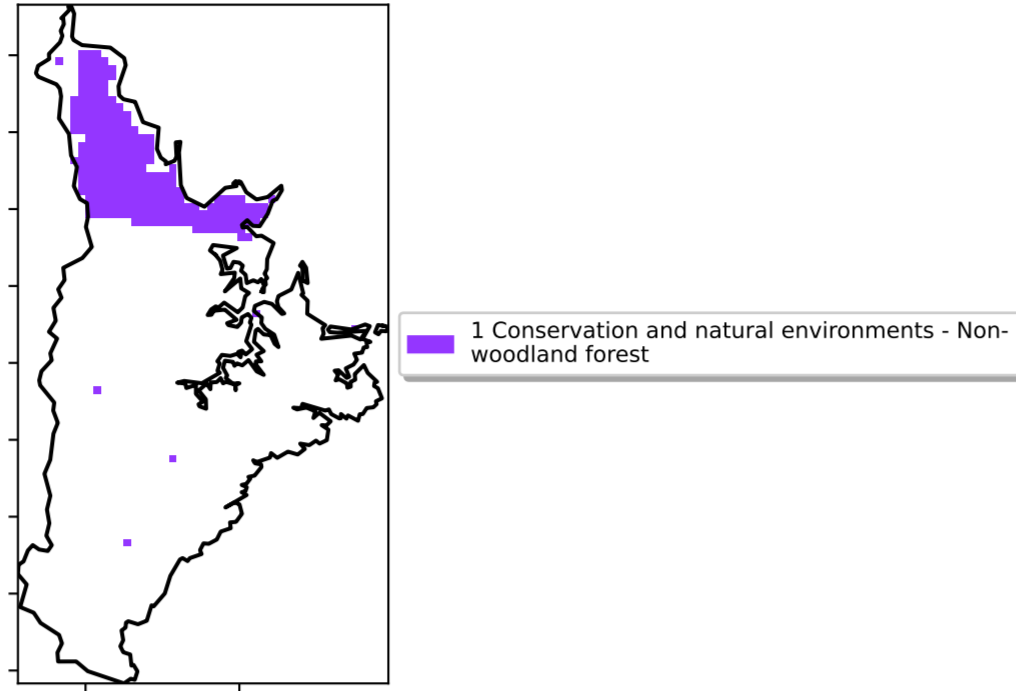 1 Conservation and natural environments - Non-
woodland forest